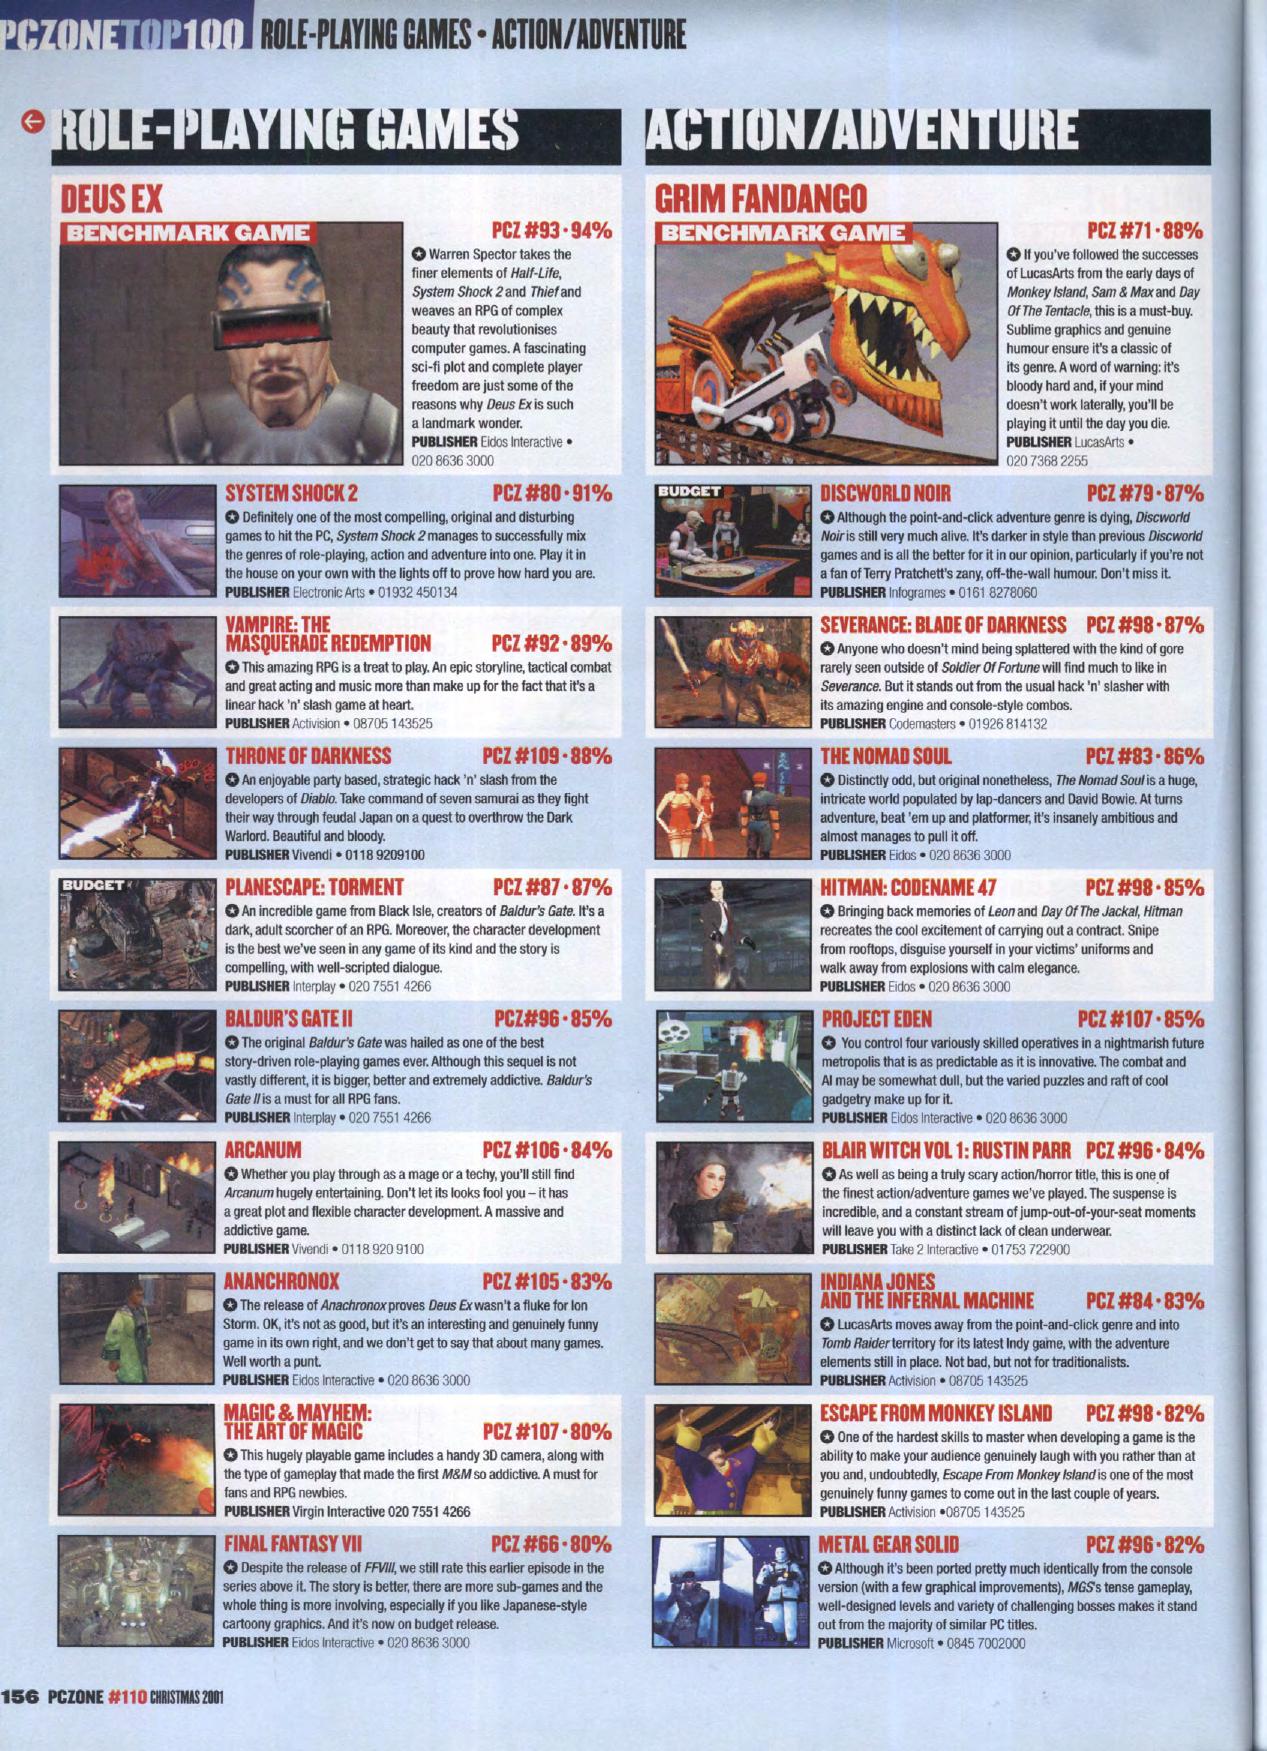 PCZONETOP100 ROLE-PLAYING GAMES • ACTION/ADVENTURE
ROLE-PLAYING GAMES
DEUS EX
BENCHMARK GAME
PCZ #93 • 94%
Warren Spector takes the
finer elements of Half-Life,
System Shock 2 and Thief and
weaves an RPG of complex
beauty that revolutionises
computer games. A fascinating
sci-fi plot and complete player
freedom are just some of the
reasons why Deus Ex is such
a landmark wonder.
PUBLISHER Eidos Interactive •
020 8636 3000
SYSTEM SHOCK 2 PCZ #80 • 91%
Definitely one of the most compelling, original and disturbing
games to hit the PC, System Shock 2 manages to successfully mix
the genres of role-playing, action and adventure into one. Play it in
the house on your own with the lights off to prove how hard you are.
PUBLISHER Electronic Arts • 01932 450134
VAMPIRE: THE
MASQUERADE REDEMPTION PCZ #92 • 89%
This amazing RPG is a treat to play. An epic storyline, tactical combat
and great acting and music more than make up for the fact that it's a
linear hack 'n' slash game at heart.
PUBLISHER Activision • 08705 143525
THRONE OF DARKNESS PCZ #109 • 88%
An enjoyable party based, strategic hack 'n' slash from the
developers of Diablo. Take command of seven samurai as they fight
their way through feudal Japan on a quest to overthrow the Dark
Warlord. Beautiful and bloody.
PUBLISHER Vivendi • 0118 9209100
BUDGET
PLANESCAPE: TORMENT PCZ #87 • 87%
An incredible game from Black Isle, creators of Baldur's Gate. It's a
dark, adult scorcher of an RPG. Moreover, the character development
is the best we've seen in any game of its kind and the story is
compelling, with well-scripted dialogue.
PUBLISHER Interplay • 020 7551 4266
BALDUR'S GATE II PCZ#96 • 85%
The original Baldur's Gate was hailed as one of the best
story-driven role-playing games ever. Although this sequel is not
vastly different, it is bigger, better and extremely addictive. Baldur's
Gate II is a must for all RPG fans.
PUBLISHER Interplay • 020 7551 4266
ARCANUM PCZ #106 • 84%
Whether you play through as a mage or a techy, you'll still find
Arcanum hugely entertaining. Don't let its looks fool you – it has
a great plot and flexible character development. A massive and
addictive game.
PUBLISHER Vivendi • 0118 920 9100
ANANCHRONOX PCZ #105 • 83%
The release of Anachronox proves Deus Ex wasn't a fluke for Ion
Storm. OK, it's not as good, but it's an interesting and genuinely funny
game in its own right, and we don't get to say that about many games.
Well worth a punt.
PUBLISHER Eidos Interactive • 020 8636 3000
MAGIC & MAYHEM:
THE ART OF MAGIC PCZ #107 • 80%
This hugely playable game includes a handy 3D camera, along with
the type of gameplay that made the first M&M so addictive. A must for
fans and RPG newbies.
PUBLISHER Virgin Interactive 020 7551 4266
FINAL FANTASY VII PCZ #66 • 80%
Despite the release of FFVIII, we still rate this earlier episode in the
series above it. The story is better, there are more sub-games and the
whole thing is more involving, especially if you like Japanese-style
cartoony graphics. And it's now on budget release.
PUBLISHER Eidos Interactive • 020 8636 3000
ACTION/ADVENTURE
GRIM FANDANGO
BENCHMARK GAME
PCZ #71 • 88%
If you've followed the successes
of LucasArts from the early days of
Monkey Island, Sam & Max and Day
Of The Tentacle, this is a must-buy.
Sublime graphics and genuine
humour ensure it's a classic of
its genre. A word of warning: it's
bloody hard and, if your mind
doesn't work laterally, you'll be
playing it until the day you die.
PUBLISHER LucasArts •
020 7368 2255
BUDGET
DISCWORLD NOIR PCZ #79 • 87%
Although the point-and-click adventure genre is dying, Discworld
Noir is still very much alive. It's darker in style than previous Discworld
games and is all the better for it in our opinion, particularly if you're not
a fan of Terry Pratchett's zany, off-the-wall humour. Don't miss it.
PUBLISHER Infogrames • 0161 8278060
SEVERANCE: BLADE OF DARKNESS PCZ #98 • 87%
Anyone who doesn't mind being splattered with the kind of gore
rarely seen outside of Soldier Of Fortune will find much to like in
Severance. But it stands out from the usual hack 'n' slasher with
its amazing engine and console-style combos.
PUBLISHER Codemasters • 01926 814132
THE NOMAD SOUL PCZ #83 • 86%
Distinctly odd, but original nonetheless, The Nomad Soul is a huge,
intricate world populated by lap-dancers and David Bowie. At turns
adventure, beat 'em up and platformer, it's insanely ambitious and
almost manages to pull it off.
PUBLISHER Eidos • 020 8636 3000
HITMAN: CODENAME 47 PCZ #98 • 85%
Bringing back memories of Leon and Day Of The Jackal, Hitman
recreates the cool excitement of carrying out a contract. Snipe
from rooftops, disguise yourself in your victims' uniforms and
walk away from explosions with calm elegance.
PUBLISHER Eidos • 020 8636 3000
PROJECT EDEN PCZ #107 • 85%
You control four variously skilled operatives in a nightmarish future
metropolis that is as predictable as it is innovative. The combat and
AI may be somewhat dull, but the varied puzzles and raft of cool
gadgetry make up for it.
PUBLISHER Eidos Interactive • 020 8636 3000
BLAIR WITCH VOL 1: RUSTIN PARR PCZ #96 • 84%
As well as being a truly scary action/horror title, this is one of
the finest action/adventure games we've played. The suspense is
incredible, and a constant stream of jump-out-of-your-seat moments
will leave you with a distinct lack of clean underwear.
PUBLISHER Take 2 Interactive • 01753 722900
INDIANA JONES
AND THE INFERNAL MACHINE PCZ #84 • 83%
LucasArts moves away from the point-and-click genre and into
Tomb Raider territory for its latest Indy game, with the adventure
elements still in place. Not bad, but not for traditionalists.
PUBLISHER Activision • 08705 143525
ESCAPE FROM MONKEY ISLAND PCZ #98 • 82%
One of the hardest skills to master when developing a game is the
ability to make your audience genuinely laugh with you rather than at
you and, undoubtedly, Escape From Monkey Island is one of the most
genuinely funny games to come out in the last couple of years.
PUBLISHER Activision •08705 143525
METAL GEAR SOLID PCZ #96 • 82%
Although it's been ported pretty much identically from the console
version (with a few graphical improvements), MGS's tense gameplay,
well-designed levels and variety of challenging bosses makes it stand
out from the majority of similar PC titles.
PUBLISHER Microsoft • 0845 7002000
156 PCZONE #110 CHRISTMAS 2001